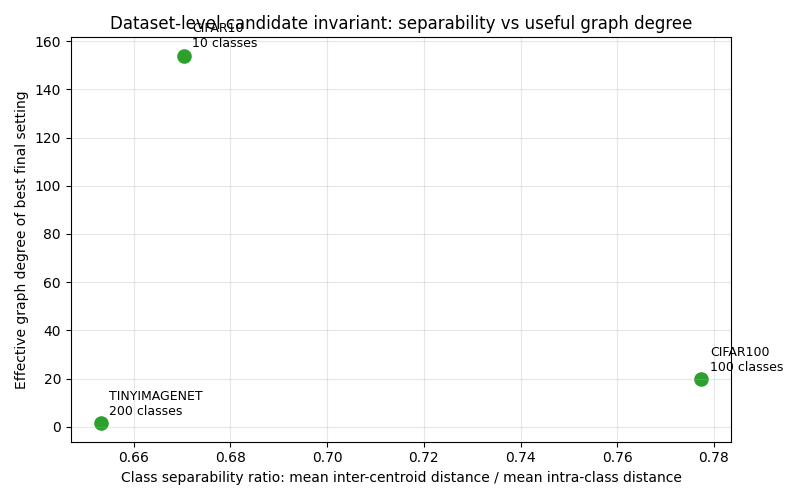 Dataset-level candidate invariant: separability vs useful graph degree
CIFAR10
10 classes
160
140
120
100
80
60
40
20
0
Effective graph degree of best final setting
CIFAR100
100 classes
TINYIMAGENET
200 classes
0.66
0.68
0.70
0.72
0.74
0.76
0.78
Class separability ratio: mean inter-centroid distance / mean intra-class distance